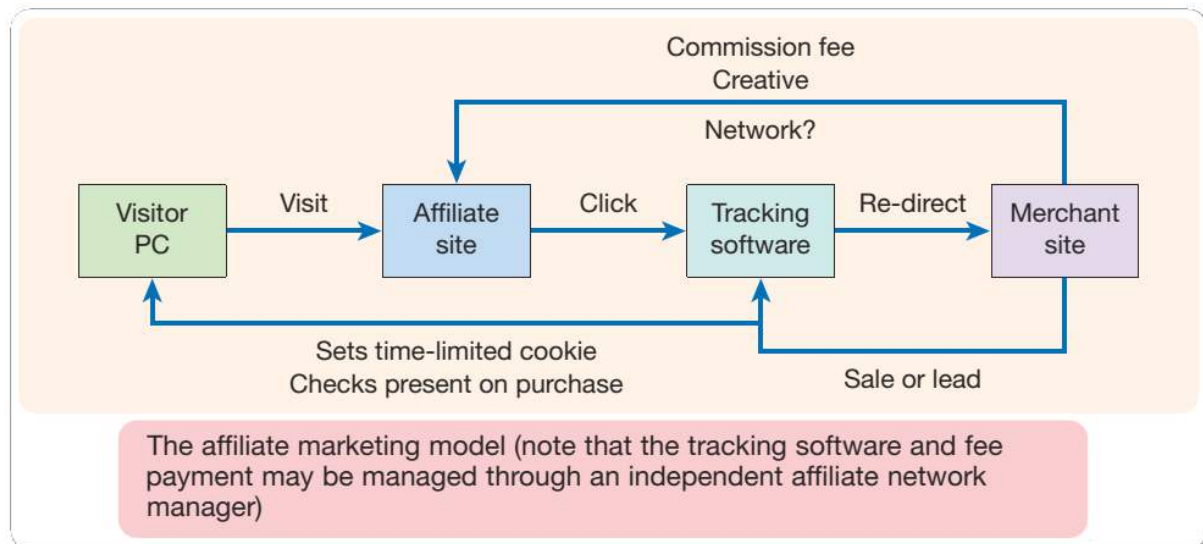 Commission fee
Creative
Network?
Visitor
PC
Visit
Affiliate
site
Click
Tracking
software
Re-direct
Merchant
site
Sets time-limited cookie
Checks present on purchase
Sale or lead
The affiliate marketing model (note that the tracking software and fee
payment may be managed through an independent affiliate network
manager)